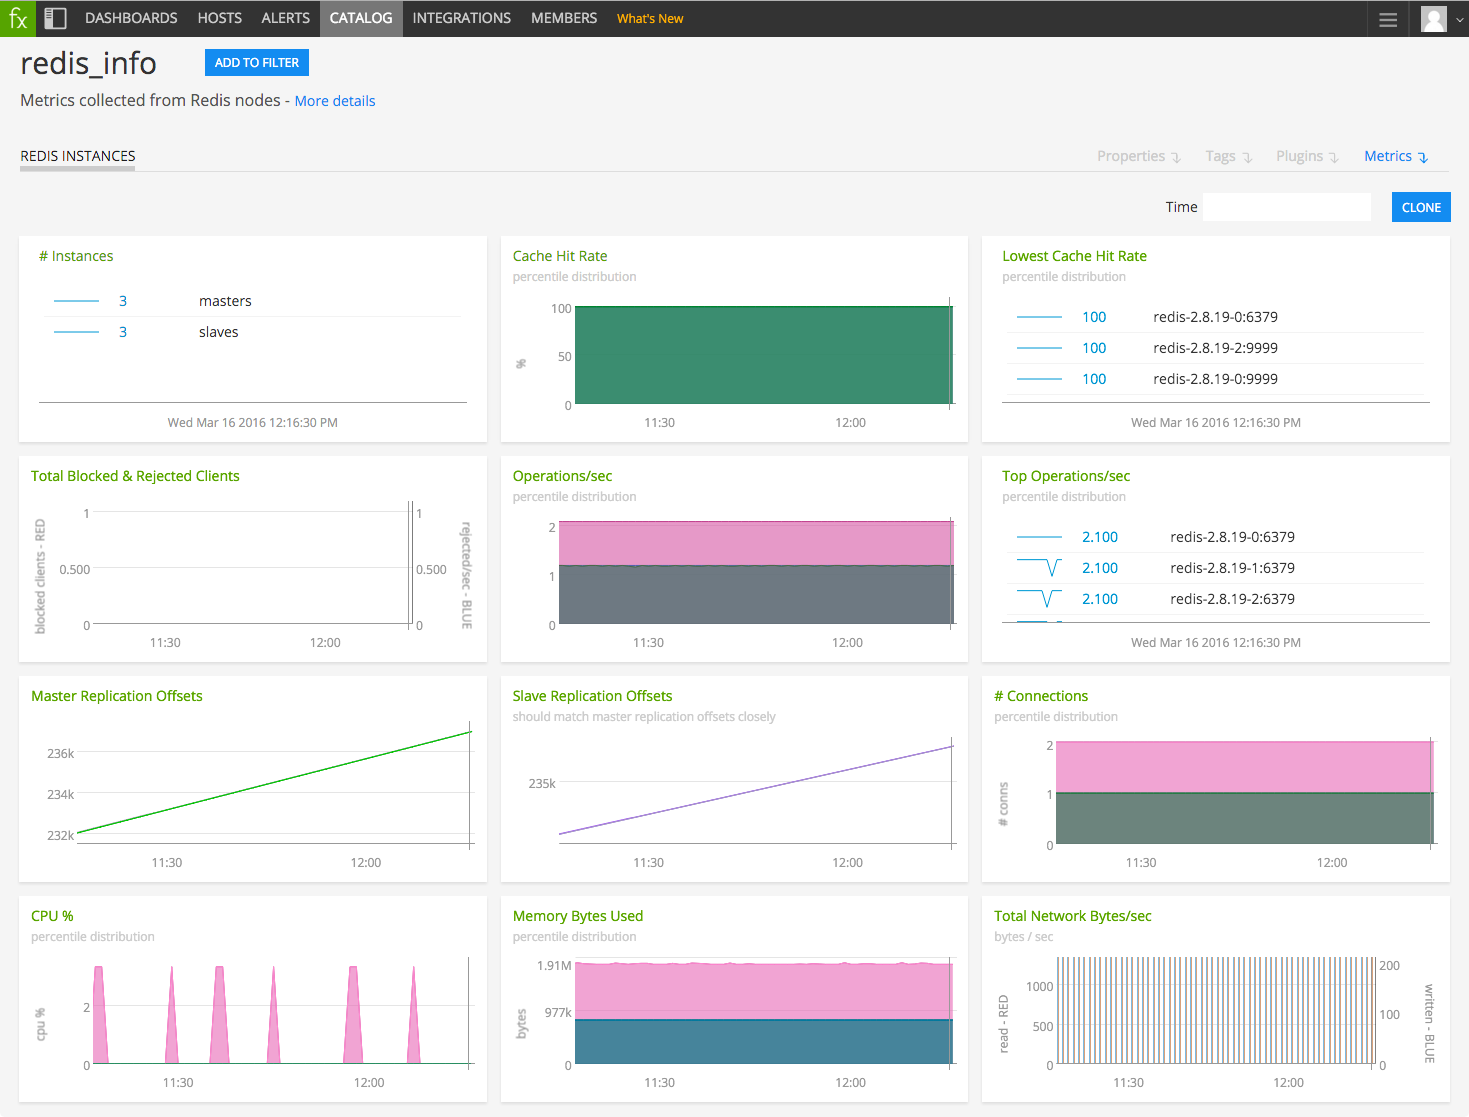 fx DASHBOARDS HOSTS ALERTS CATALOG INTEGRATIONS MEMBERS What's New
redis_info ADD TO FILTER
Metrics collected from Redis nodes - More details
REDIS INSTANCES Properties Tags Plugins Metrics
Time CLONE
# Instances
3 masters
3 slaves
Wed Mar 16 2016 12:16:30 PM
Cache Hit Rate
percentile distribution
%
100
50
0
11:30 12:00
Lowest Cache Hit Rate
percentile distribution
100 redis-2.8.19-0:6379
100 redis-2.8.19-2:9999
100 redis-2.8.19-0:9999
Wed Mar 16 2016 12:16:30 PM
Total Blocked & Rejected Clients
blocked clients - RED
1
0.500
0
1
0.500
0
rejected/sec - BLUE
11:30 12:00
Operations/sec
percentile distribution
2
1
0
11:30 12:00
Top Operations/sec
percentile distribution
2.100 redis-2.8.19-0:6379
2.100 redis-2.8.19-1:6379
2.100 redis-2.8.19-2:6379
Wed Mar 16 2016 12:16:30 PM
Master Replication Offsets
236k
234k
232k
11:30 12:00
Slave Replication Offsets
should match master replication offsets closely
235k
11:30 12:00
# Connections
percentile distribution
# conns
2
1
0
11:30 12:00
CPU %
percentile distribution
cpu %
2
0
11:30 12:00
Memory Bytes Used
percentile distribution
bytes
1.91M
977k
0
11:30 12:00
Total Network Bytes/sec
bytes / sec
read - RED
1000
500
0
200
100
0
written - BLUE
11:30 12:00